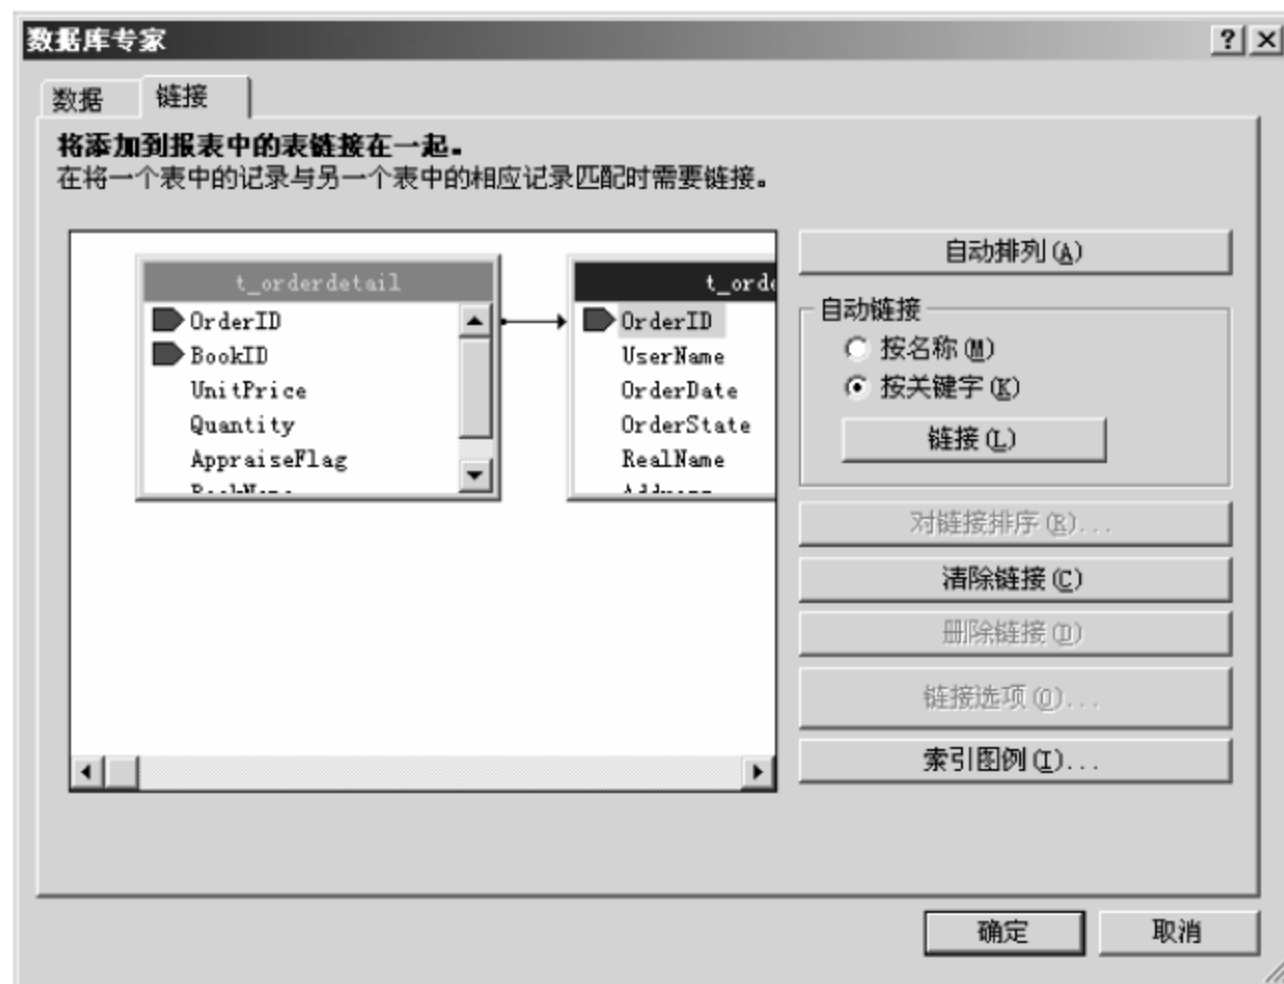 数据库专家
数据 链接
将添加到报表中的表链接在一起。
在将一个表中的记录与另一个表中的相应记录匹配时需要链接。
t_orderdetail
OrderID
BookID
UnitPrice
Quantity
AppraiseFlag
t_orde
OrderID
UserName
OrderDate
OrderState
RealName
自动排列(A)
自动链接
按名称(M)
按关键字(K)
链接(L)
对链接排序(R)...
清除链接(C)
删除链接(D)
链接选项(O)...
索引图例(I)...
确定 取消